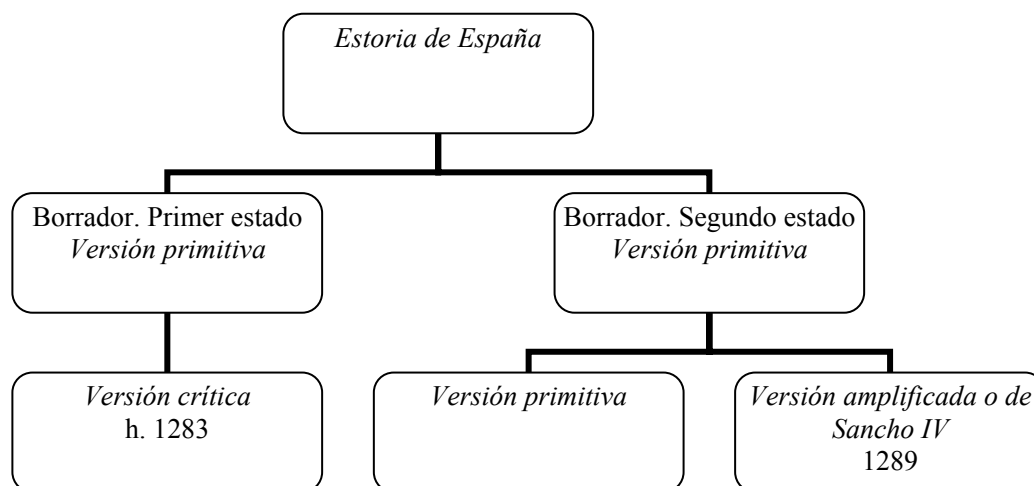 Estoria de España
Borrador. Primer estado
Versión primitiva
Borrador. Segundo estado
Versión primitiva
Versión crítica
h. 1283
Versión primitiva
Versión amplificada o de
Sancho IV
1289